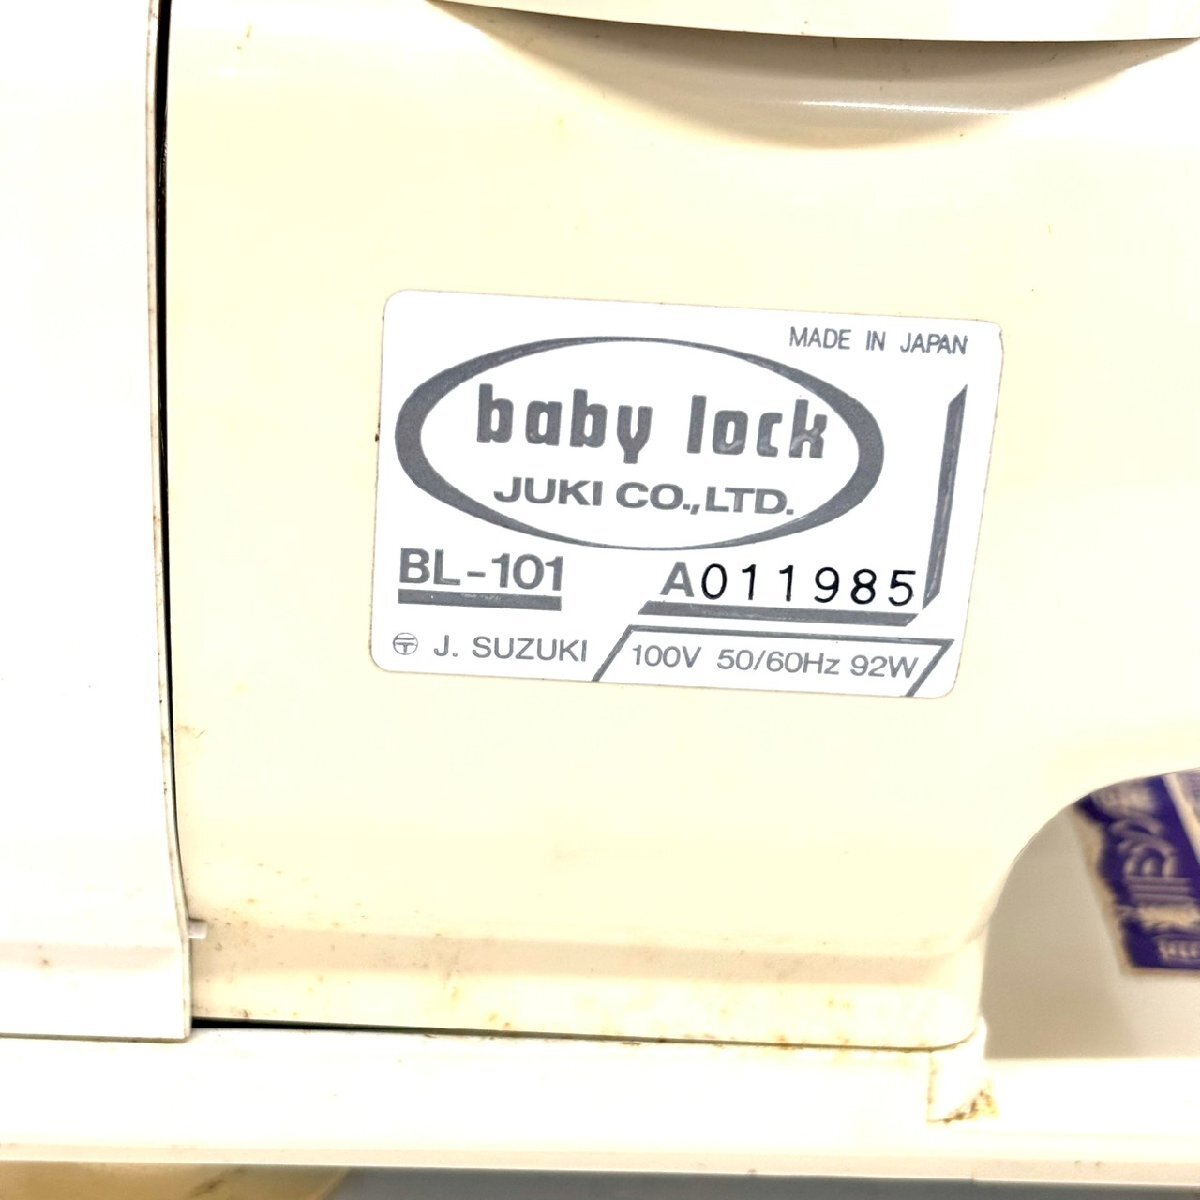 MADE IN JAPAN
baby lock
JUKI CO.,LTD.
BL-101
A011985
J. SUZUKI
100V 50/60Hz 92W